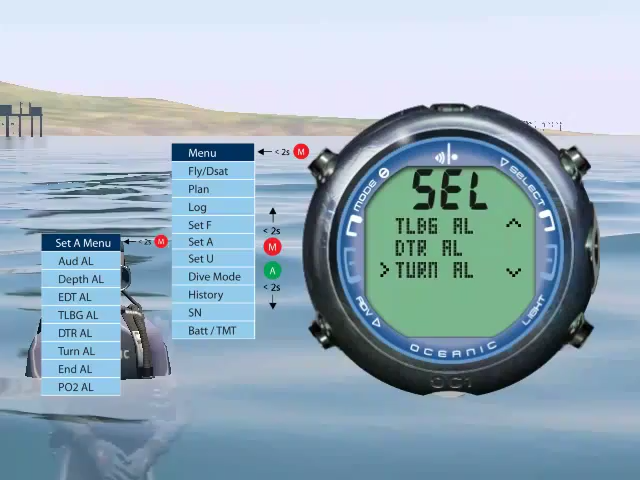 Menu
< 2s
M
Fly/Dsat
Plan
Log
Set F
Set A
Set U
Dive Mode
History
SN
Batt / TMT
< 2s
M
A
< 2s
Set A Menu
< 2s
M
Aud AL
Depth AL
EDT AL
TLBG AL
DTR AL
Turn AL
End AL
PO2 AL
MODE
SELECT
SEL
TLBG AL
DTR AL
>TURN AL
ADV
LIGHT
OCEANIC
OC1